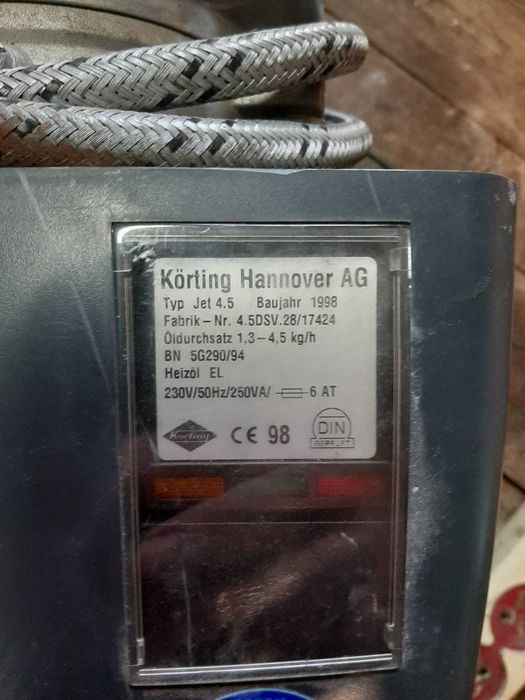 Körting Hannover AG
Typ Jet 4.5 Baujahr 1998
Fabrik-Nr. 4.5DSV.28/17424
Öldurchsatz 1,3-4,5 kg/h
BN 5G290/94
Heizöl EL
230V/50Hz/250VA/ 6 AT
Körting CE 98 DIN
GEPRÜFT